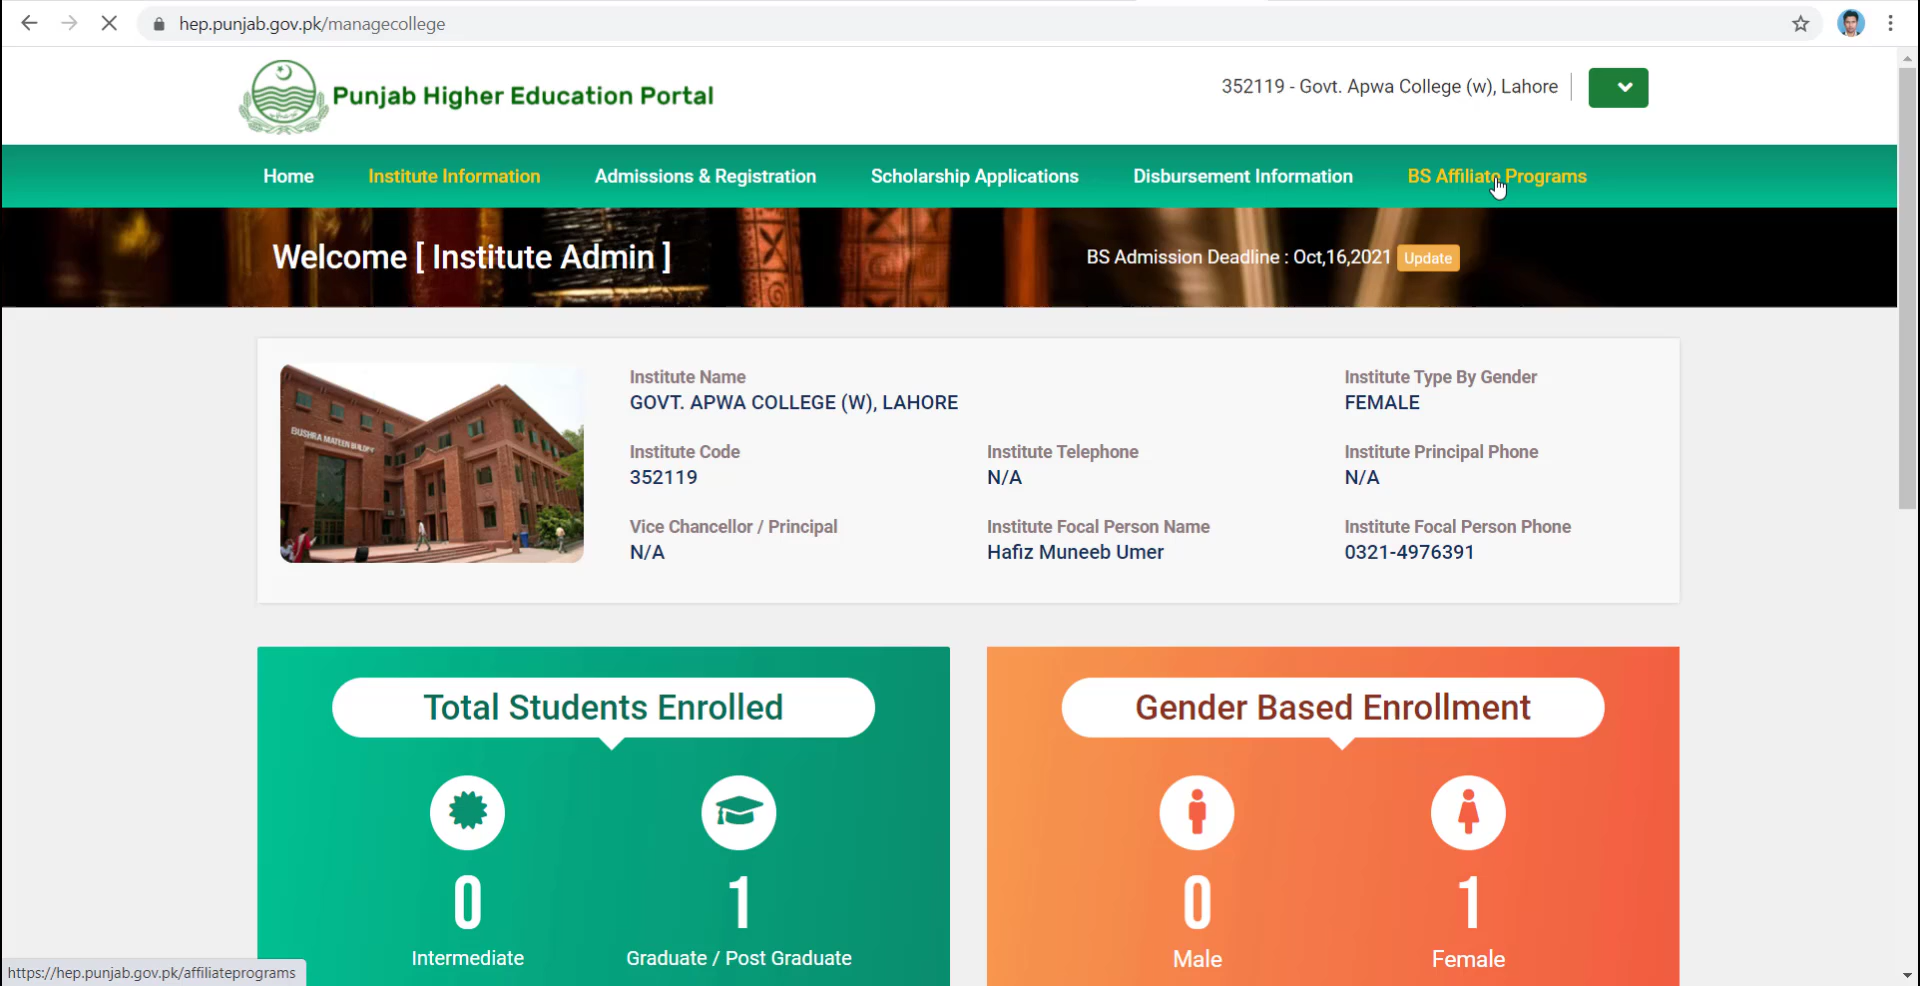 hep.punjab.gov.pk/managecollege
Punjab Higher Education Portal
352119 - Govt. Apwa College (w), Lahore
Home
Institute Information
Admissions & Registration
Scholarship Applications
Disbursement Information
BS Affiliate Programs
Welcome [ Institute Admin ]
BS Admission Deadline : Oct,16,2021
Update
BUSHRA MATEEN BUILDING
Institute Name
GOVT. APWA COLLEGE (W), LAHORE
Institute Type By Gender
FEMALE
Institute Code
352119
Institute Telephone
N/A
Institute Principal Phone
N/A
Vice Chancellor / Principal
N/A
Institute Focal Person Name
Hafiz Muneeb Umer
Institute Focal Person Phone
0321-4976391
Total Students Enrolled
0
Intermediate
1
Graduate / Post Graduate
Gender Based Enrollment
0
Male
1
Female
https://hep.punjab.gov.pk/affiliateprograms